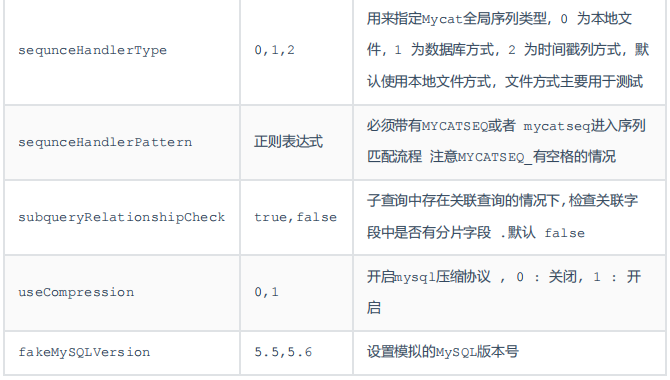 sequnceHandlerType
0,1,2
用来指定Mycat全局序列类型, 0 为本地文
件, 1 为数据库方式, 2 为时间戳列方式, 默
认使用本地文件方式, 文件方式主要用于测试
sequnceHandlerPattern
正则表达式
必须带有MYCATSEQ或者 mycatseq进入序列
匹配流程 注意MYCATSEQ_有空格的情况
subqueryRelationshipCheck
true,false
子查询中存在关联查询的情况下,检查关联字
段中是否有分片字段 .默认 false
useCompression
0,1
开启mysql压缩协议 , 0 : 关闭, 1 : 开
启
fakeMySQLVersion
5.5,5.6
设置模拟的MySQL版本号